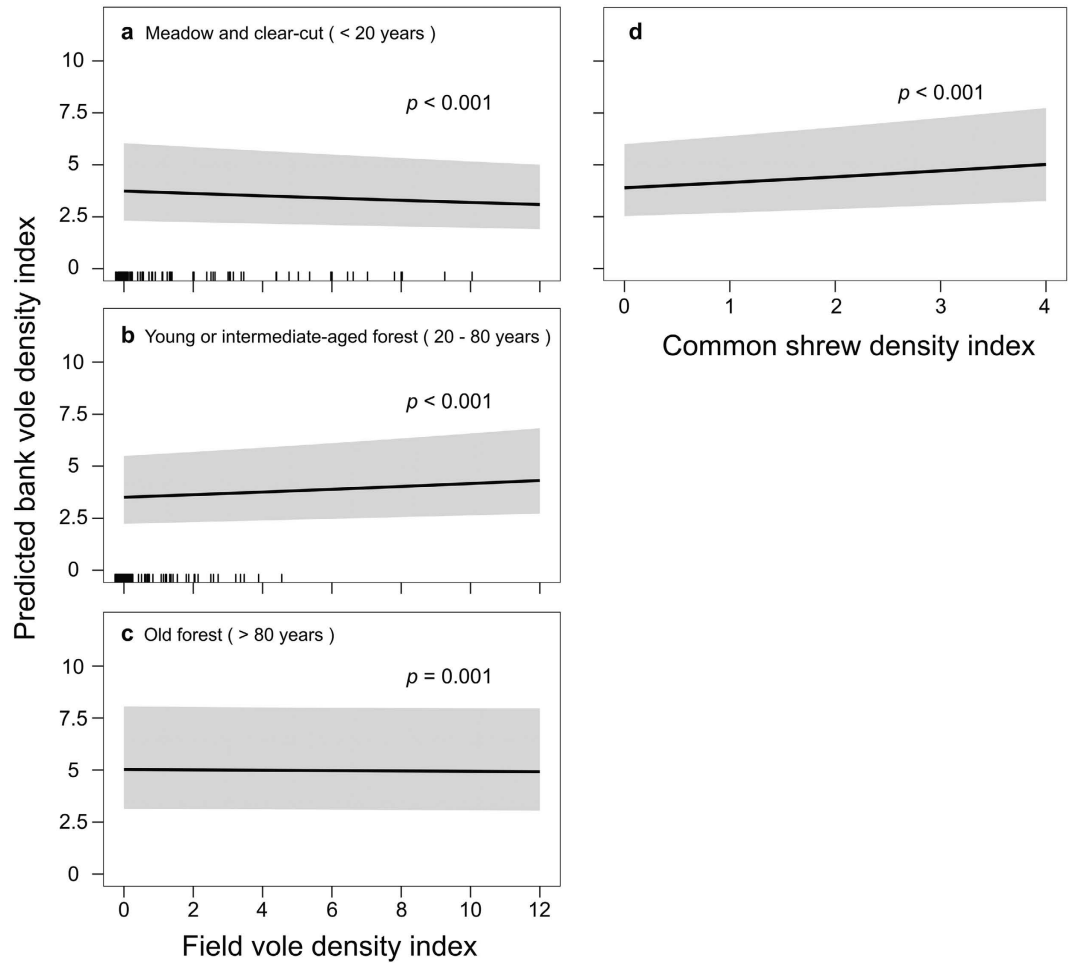 a Meadow and clear-cut ( < 20 years )
p < 0.001
10
7.5
5
2.5
0
b Young or intermediate-aged forest ( 20 - 80 years )
p < 0.001
10
7.5
5
2.5
0
c Old forest ( > 80 years )
p = 0.001
10
7.5
5
2.5
0
0 2 4 6 8 10 12
Field vole density index
Predicted bank vole density index
d
p < 0.001
0 1 2 3 4
Common shrew density index